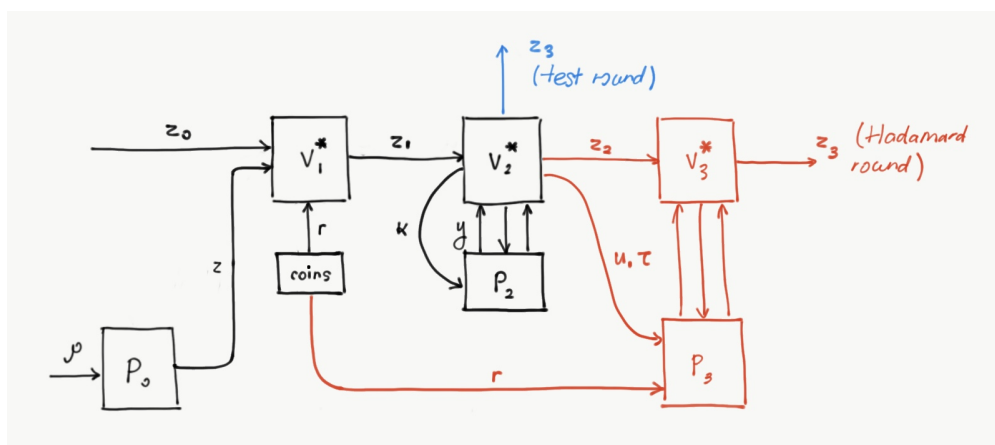 z₃
(test round)
z₀
V₁*
z₁
V₂*
z₂
V₃*
z₃ (Hadamard
round)
r
k
y
z
coins
P₂
u, τ
ρ
P₀
r
P₃